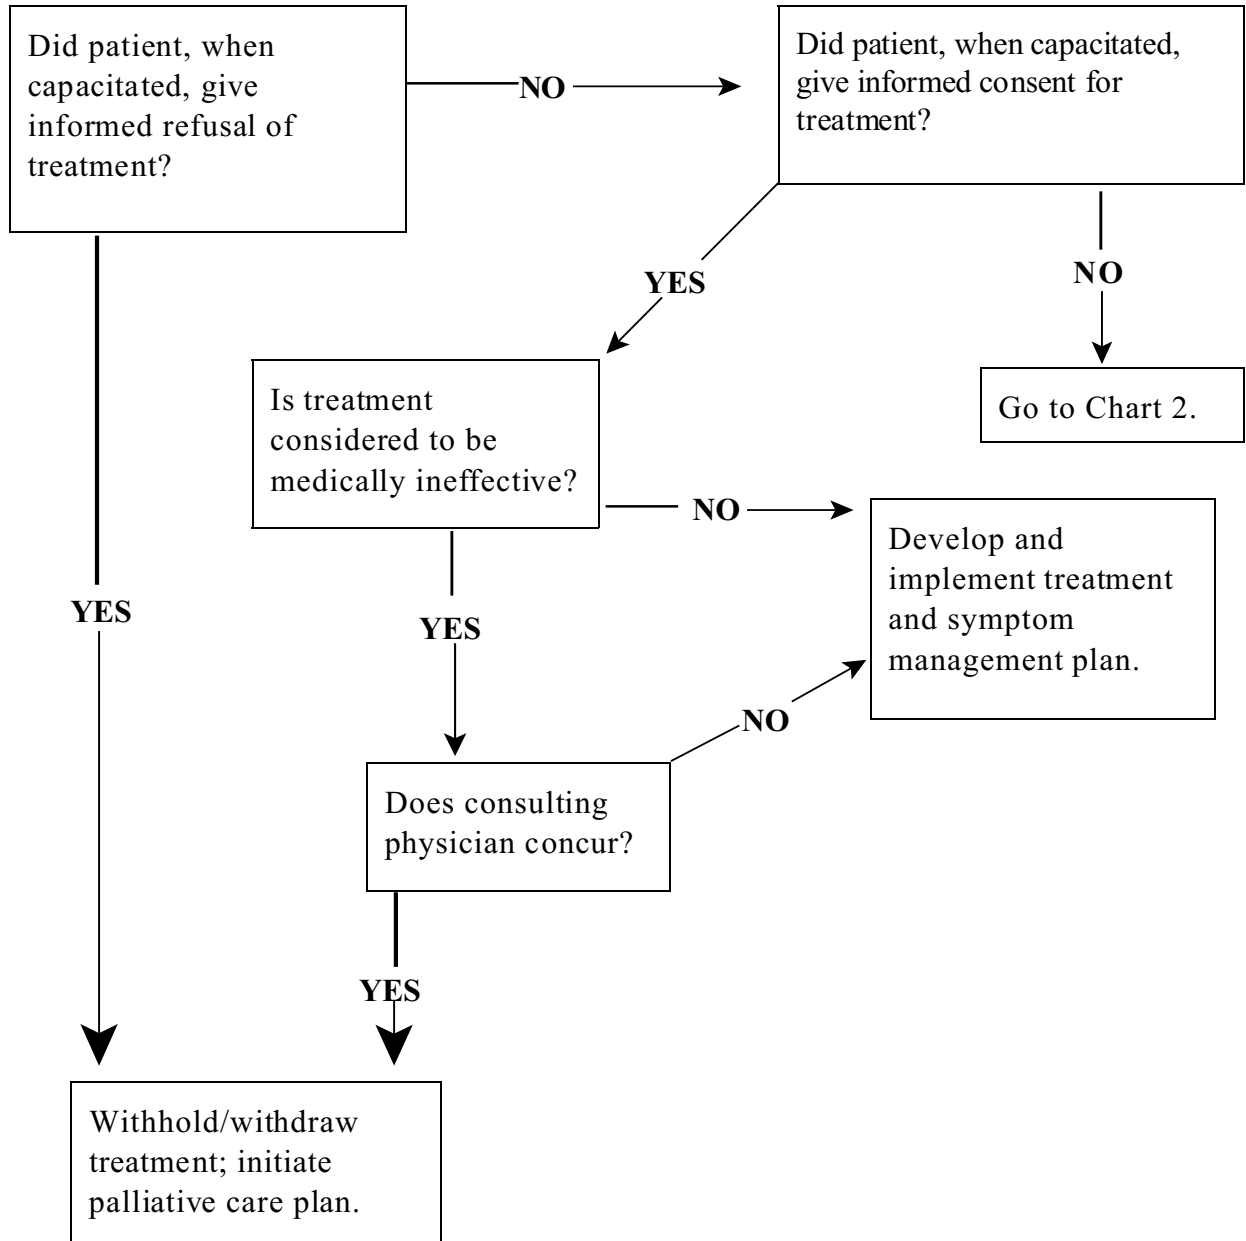 Did patient, when
capacitated, give
informed refusal of
treatment?
NO
Did patient, when capacitated,
give informed consent for
treatment?
YES
NO
Go to Chart 2.
Is treatment
considered to be
medically ineffective?
NO
Develop and
implement treatment
and symptom
management plan.
YES
YES
NO
Does consulting
physician concur?
YES
Withhold/withdraw
treatment; initiate
palliative care plan.